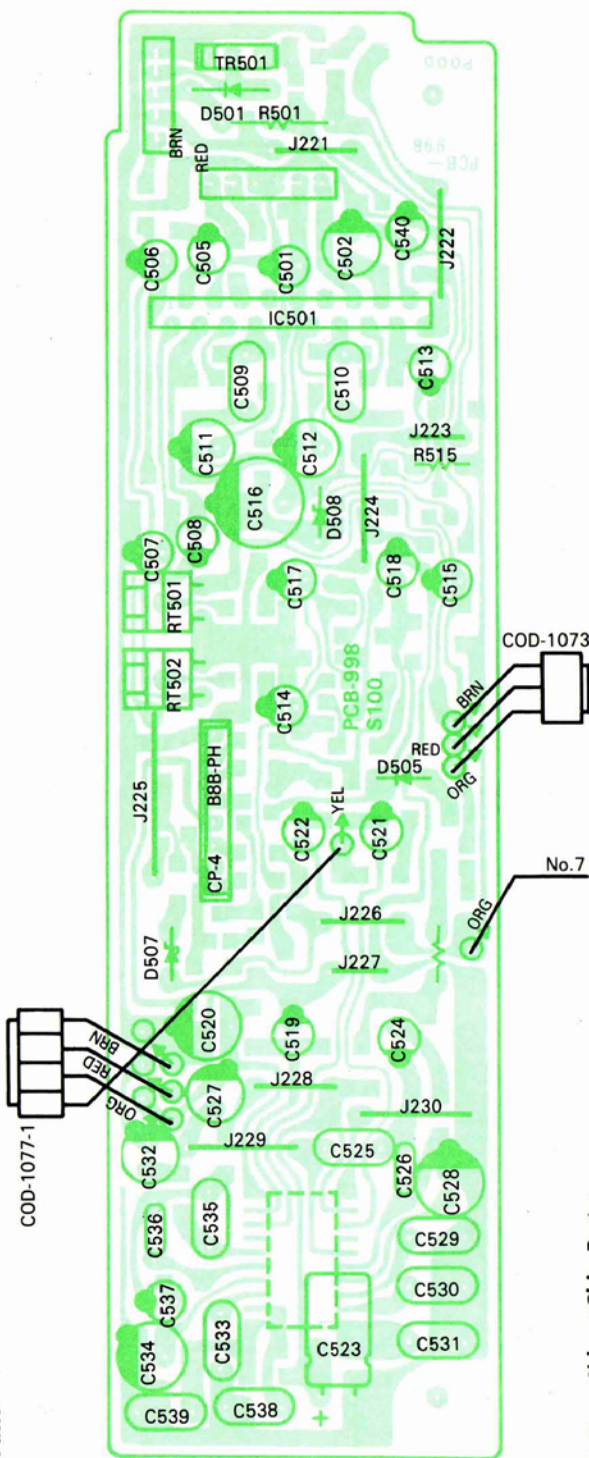 P000
PCB-
998
TR501
D501
R501
BRN
J221
RED
C506
C505
C501
C502
C540
J222
IC501
C509
C510
C513
C511
C512
J223
R515
C516
D508
J224
C507
C508
C517
C518
C515
RT501
RT502
COD-1073
BRN
RED
ORG
C514
PCB-998
S100
D505
J225
CP-4 B8B-PH
C522
YEL
C521
No.7
ORG
J226
D507
J227
C520
C519
C524
BRN
RED
ORG
COD-1077-1
C527
J228
J230
C532
J229
C525
C526
C528
C536
C535
C529
C530
C537
C534
C533
C523
C531
C539
C538
+